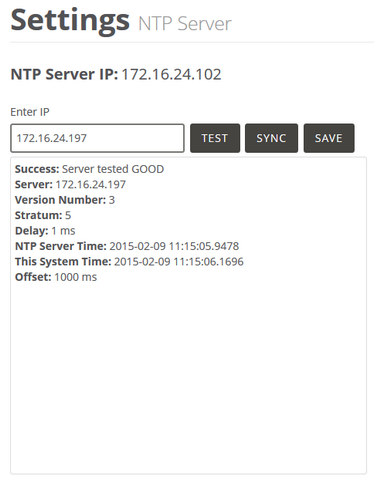 Settings NTP Server
NTP Server IP: 172.16.24.102
Enter IP
172.16.24.197 TEST SYNC SAVE
Success: Server tested GOOD
Server: 172.16.24.197
Version Number: 3
Stratum: 5
Delay: 1 ms
NTP Server Time: 2015-02-09 11:15:05.9478
This System Time: 2015-02-09 11:15:06.1696
Offset: 1000 ms